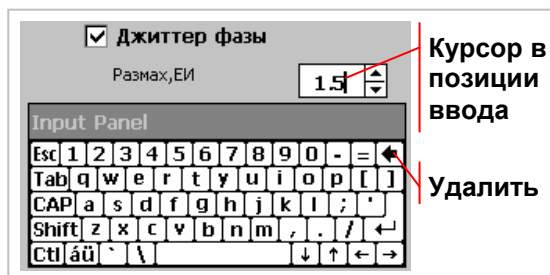 Джиттер фазы
Размах,ЕИ
1.5
Курсор в
позиции
ввода
Input Panel
Esc 1 2 3 4 5 6 7 8 9 0 - =
Tab q w e r t y u i o p [ ]
CAP a s d f g h j k l ; '
Shift z x c v b n m , . / ↵
Ctl áü ` \ ↓ ↑ ← →
Удалить